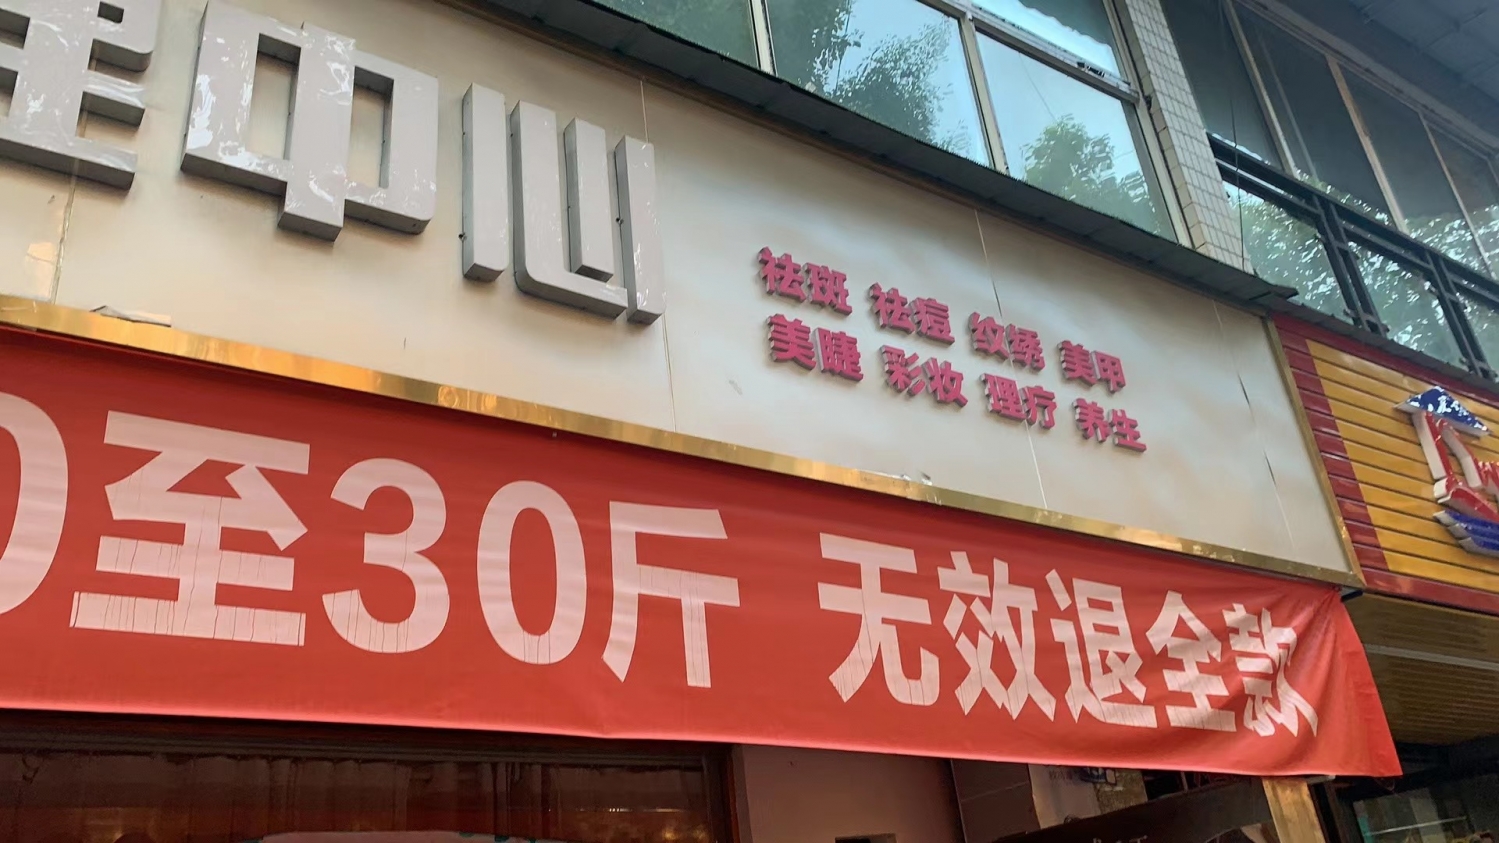 中心
祛斑 祛痘 纹绣 美甲
美睫 彩妆 理疗 养生
0至30斤 无效退全款